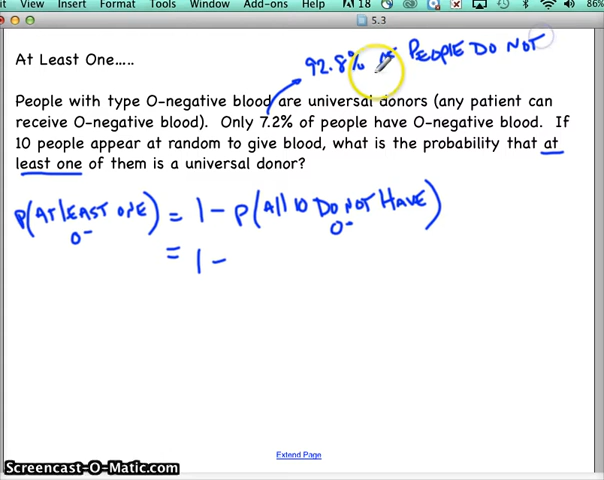 Insert Format Tools Window Help 18 86%
5.3
At Least One.....
92.8% OF PEOPLE DO NOT
People with type O-negative blood are universal donors (any patient can
receive O-negative blood). Only 7.2% of people have O-negative blood. If
10 people appear at random to give blood, what is the probability that at
least one of them is a universal donor?
P(AT LEAST ONE) = 1 - P(All 10 DO NOT HAVE)
O- O-
= 1 -
Extend Page
Screencast-O-Matic.com